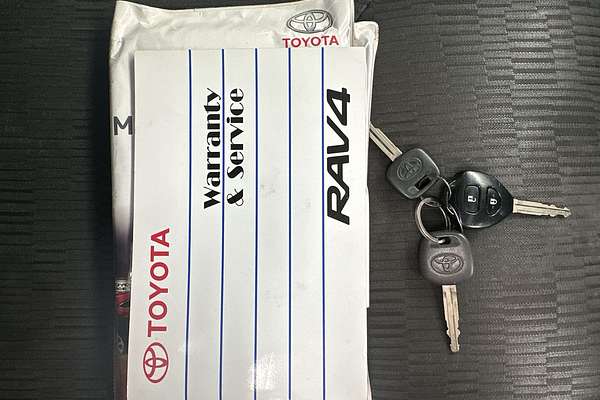 TOYOTA
M
Warranty
& Service
RAV4
TOYOTA